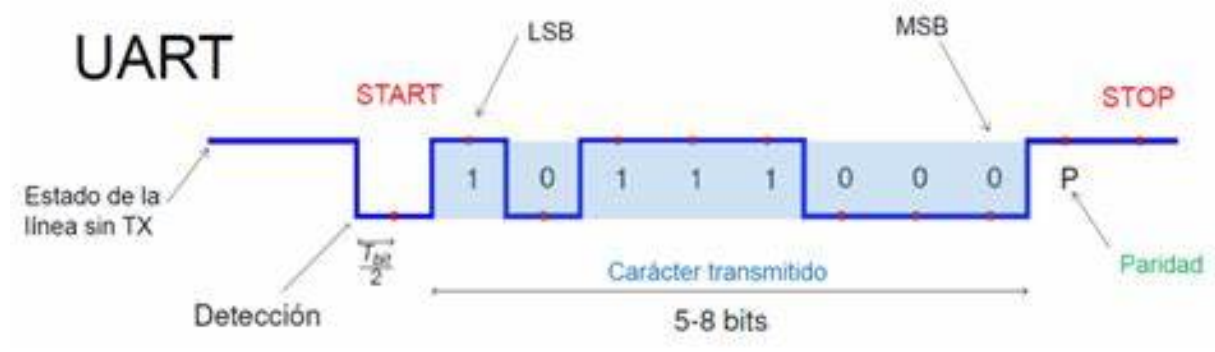 UART
LSB
MSB
START
STOP
1 0 1 1 1 0 0 0 P
Estado de la
línea sin TX
Tbit
2
Detección
Carácter transmitido
5-8 bits
Paridad